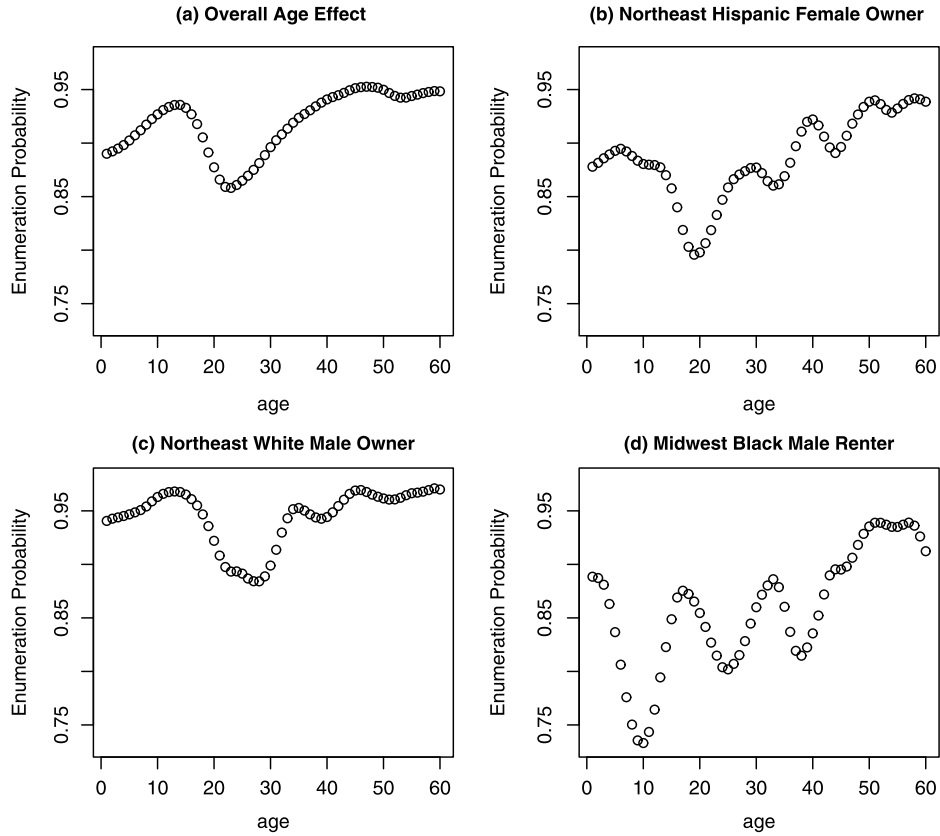 (a) Overall Age Effect
Enumeration Probability
0.75 0.85 0.95
0 10 20 30 40 50 60
age
(b) Northeast Hispanic Female Owner
Enumeration Probability
0.75 0.85 0.95
0 10 20 30 40 50 60
age
(c) Northeast White Male Owner
Enumeration Probability
0.75 0.85 0.95
0 10 20 30 40 50 60
age
(d) Midwest Black Male Renter
Enumeration Probability
0.75 0.85 0.95
0 10 20 30 40 50 60
age